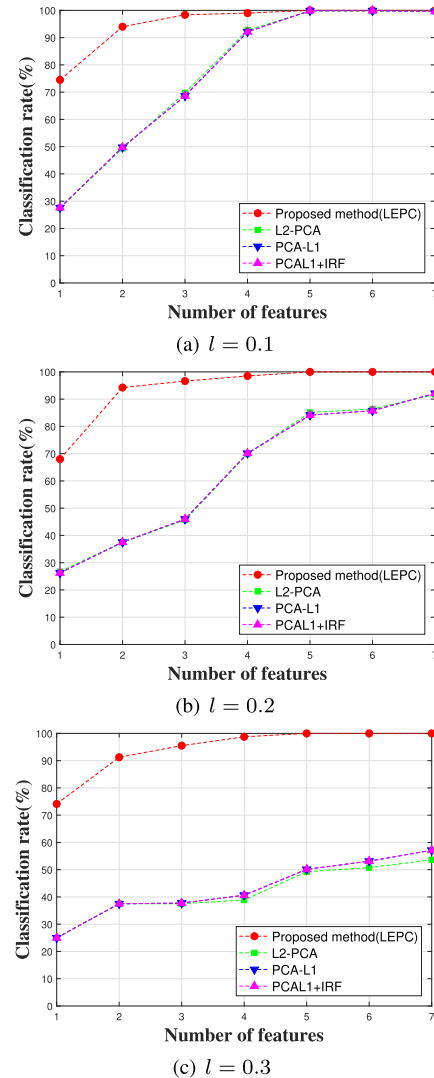 100
90
80
70
60
50
40
30
20
10
0
Classification rate(%)
Proposed method(LEPC)
L2-PCA
PCA-L1
PCAL1+IRF
1 2 3 4 5 6 7
Number of features
(a) l = 0.1
100
90
80
70
60
50
40
30
20
10
0
Classification rate(%)
Proposed method(LEPC)
L2-PCA
PCA-L1
PCAL1+IRF
1 2 3 4 5 6 7
Number of features
(b) l = 0.2
100
90
80
70
60
50
40
30
20
10
0
Classification rate(%)
Proposed method(LEPC)
L2-PCA
PCA-L1
PCAL1+IRF
1 2 3 4 5 6 7
Number of features
(c) l = 0.3